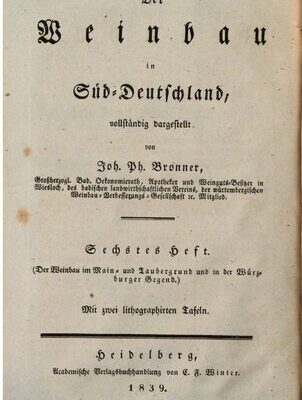 Der
Weinbau
in
Süd-Deutschland,
vollständig dargestellt
von
Joh. Ph. Bronner,
Großherzogl. Bad. Oekonomierath, Apotheker und Weinguts-Besitzer in
Wiesloch, des badischen landwirthschaftlichen Vereins, der würtembergischen
Weinbau-Verbesserungs-Gesellschaft ꝛc. Mitglied.
Sechstes Heft.
(Der Weinbau im Main- und Taubergrund und in der Würz-
burger Gegend.)
Mit zwei lithographirten Tafeln.
Heidelberg,
Academische Verlagsbuchhandlung von C. F. Winter.
1839.